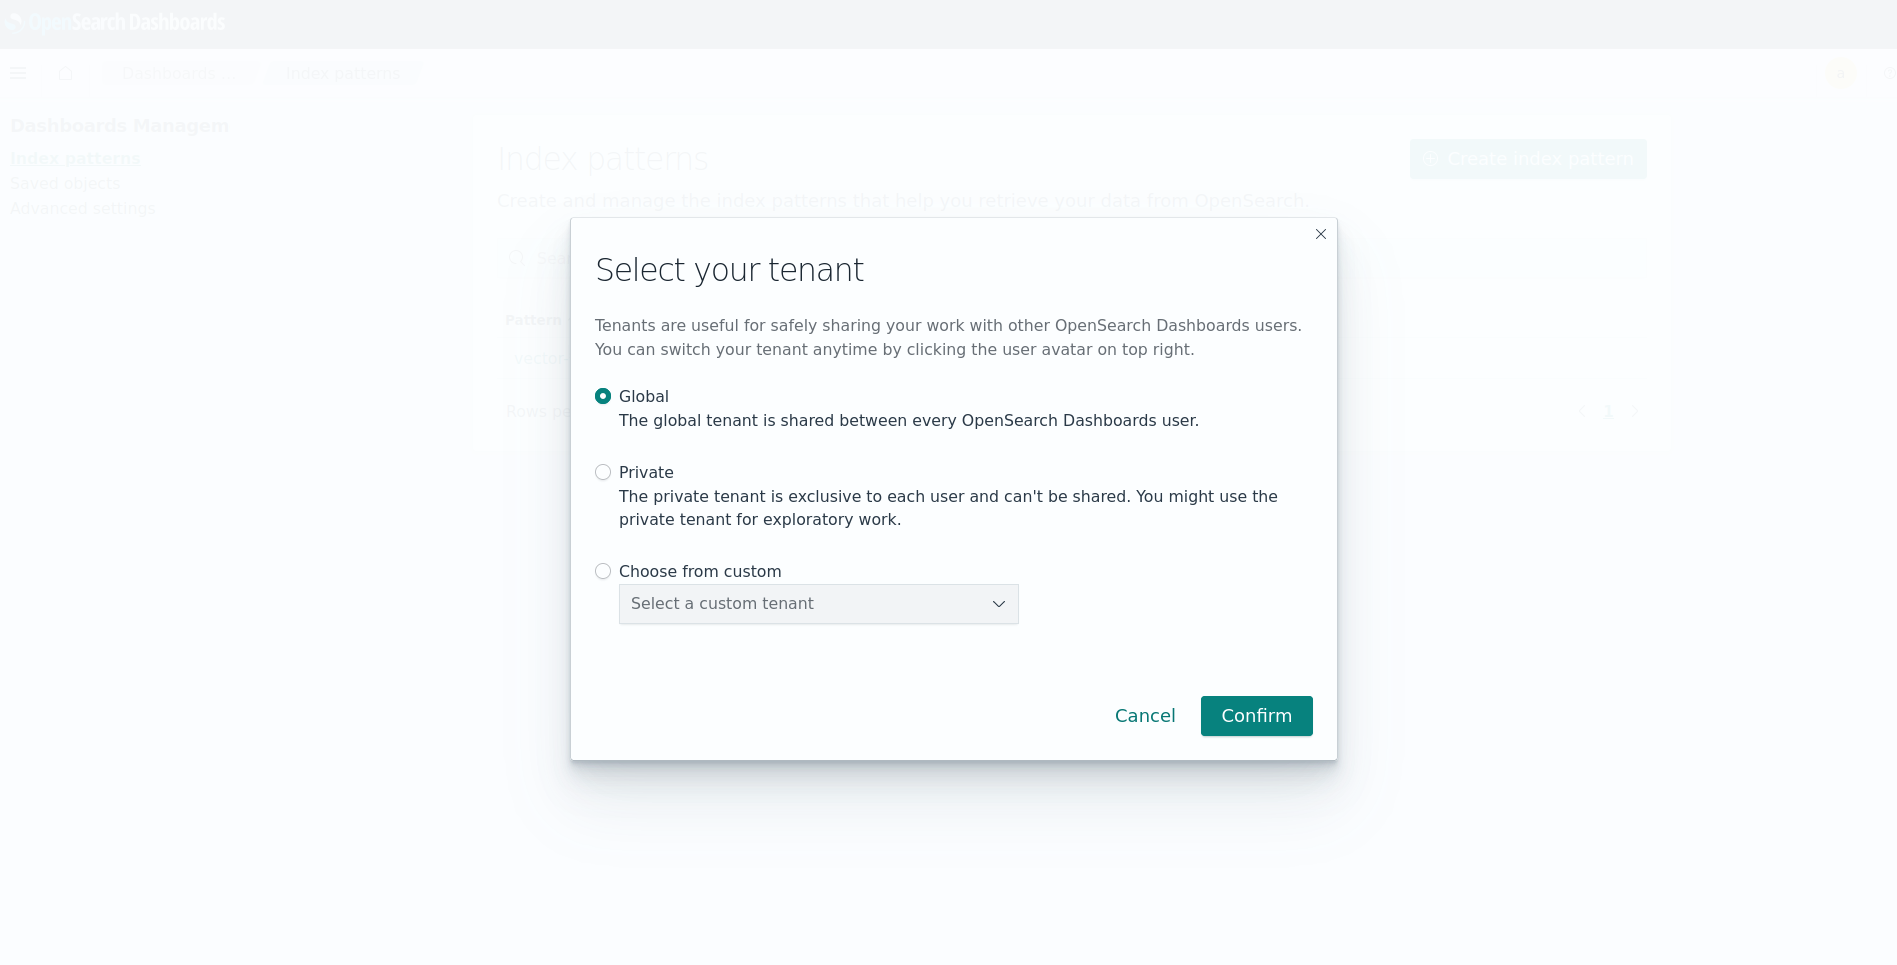 OpenSearch Dashboards
Dashboards
Index patterns
a
Dashboards Managem
Index patterns
Saved objects
Advanced settings
Index patterns
Create index pattern
Create and manage the index patterns that help you retrieve your data from OpenSearch.
Select your tenant
Tenants are useful for safely sharing your work with other OpenSearch Dashboards users.
You can switch your tenant anytime by clicking the user avatar on top right.
Pattern
vector-
Rows pe
1
Global
The global tenant is shared between every OpenSearch Dashboards user.
Private
The private tenant is exclusive to each user and can't be shared. You might use the
private tenant for exploratory work.
Choose from custom
Select a custom tenant
Cancel
Confirm